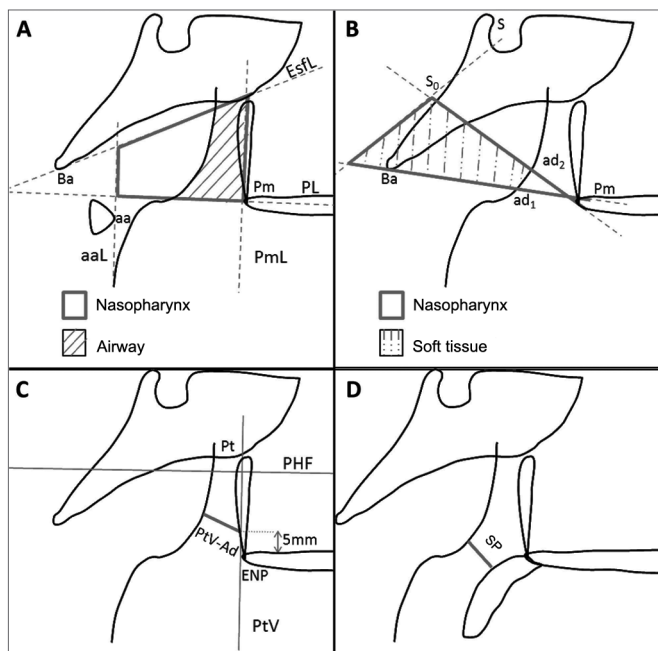 A
EsfL
Ba
Pm
PL
aa
aaL
PmL
Nasopharynx
Airway
B
S
S₀
ad₂
Ba
Pm
ad₁
Nasopharynx
Soft tissue
C
Pt
PHF
PtV-Ad
5mm
ENP
PtV
D
SP